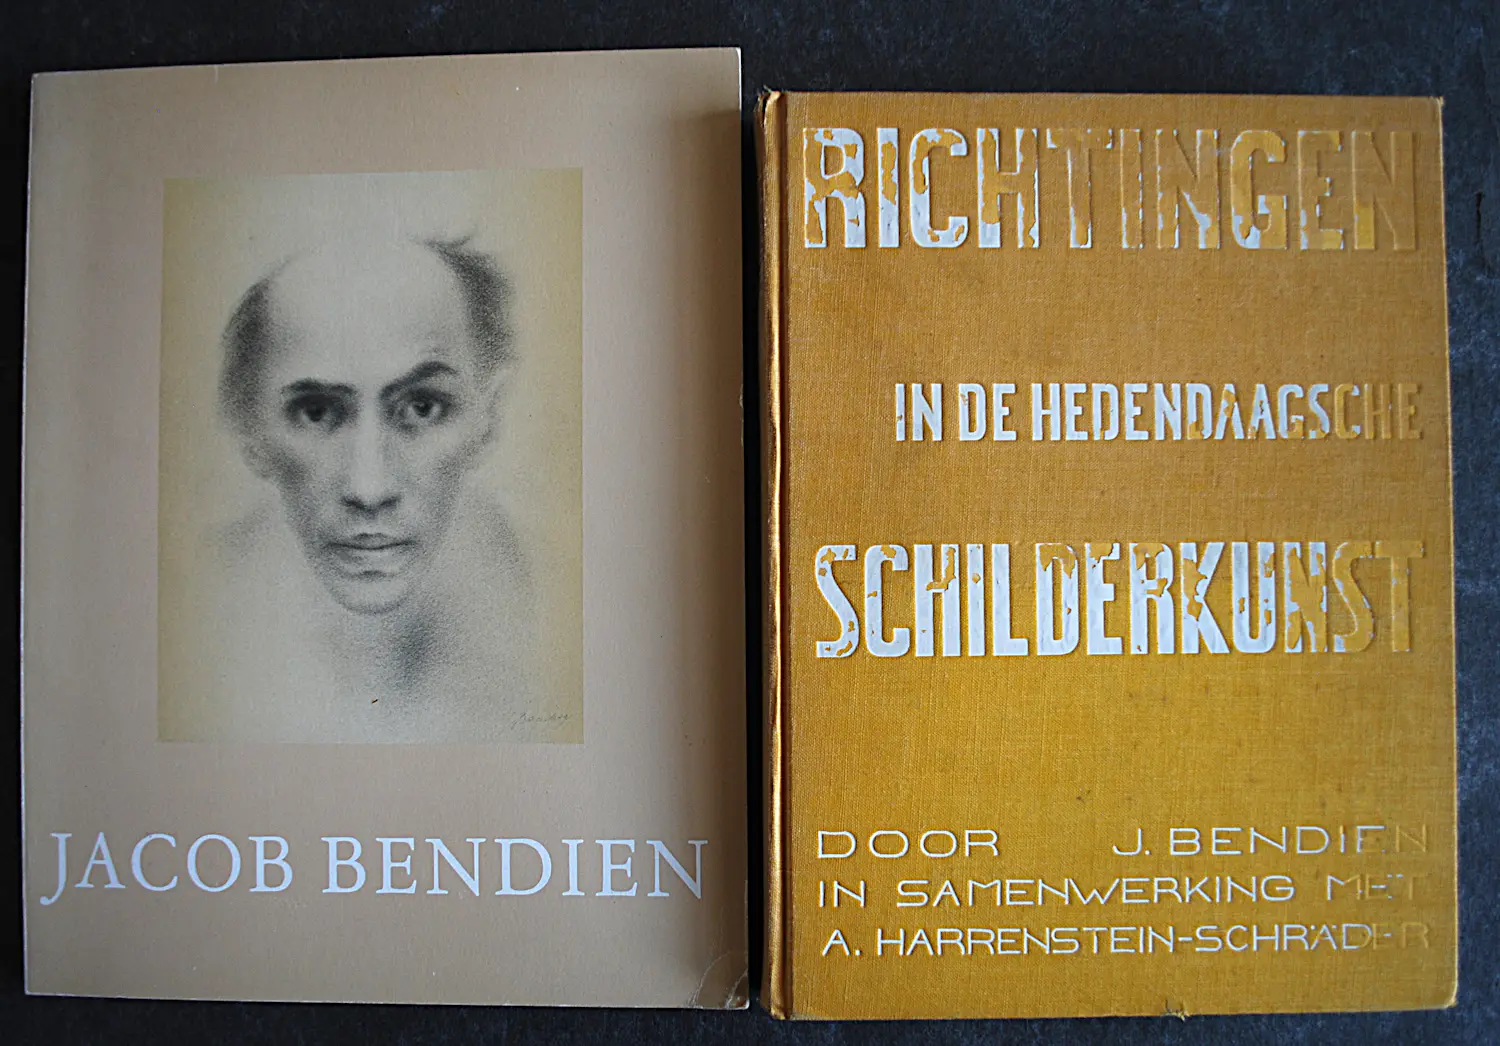 JACOB BENDIEN
RICHTINGEN
IN DE HEDENDAAGSCHE
SCHILDERKUNST
DOOR J. BENDIEN
IN SAMENWERKING MET
A. HARRENSTEIN-SCHRÄDER